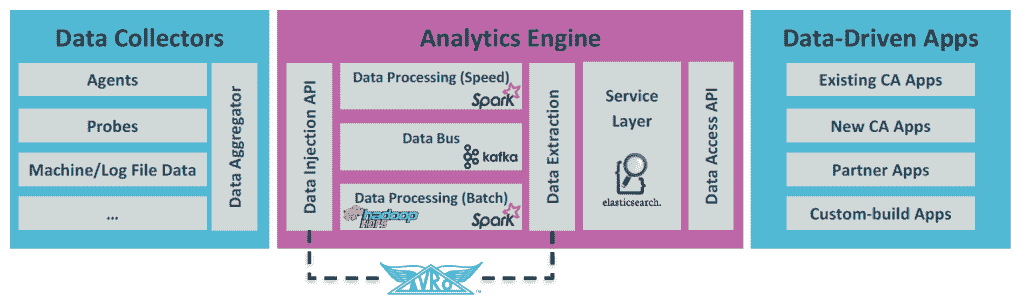 Data Collectors
Agents
Probes
Machine/Log File Data
...
Data Aggregator
Analytics Engine
Data Injection API
Data Processing (Speed)
Spark
Data Bus
kafka
Data Processing (Batch)
hadoop
HDFS
Spark
Data Extraction
Service
Layer
elasticsearch.
Data Access API
Data-Driven Apps
Existing CA Apps
New CA Apps
Partner Apps
Custom-build Apps
AVRO
TM